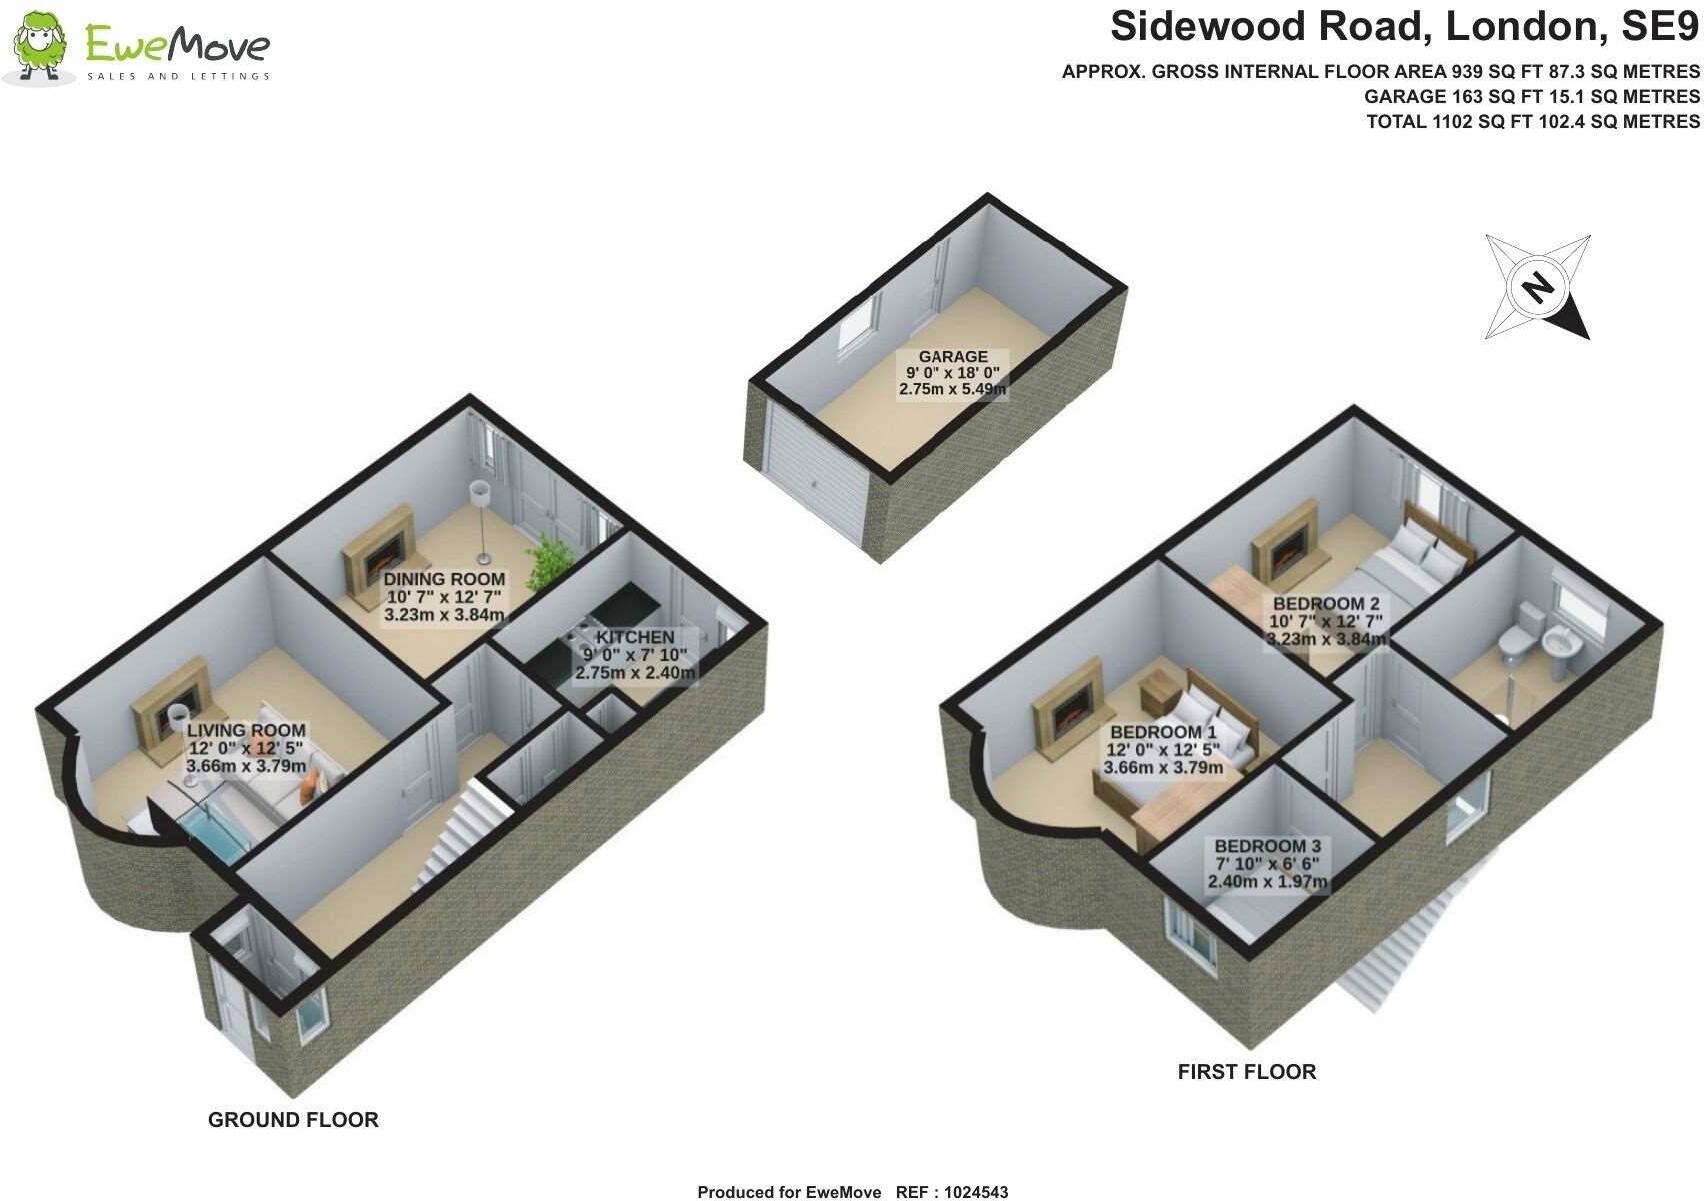 EweMove
SALES AND LETTINGS
Sidewood Road, London, SE9
APPROX. GROSS INTERNAL FLOOR AREA 939 SQ FT 87.3 SQ METRES
GARAGE 163 SQ FT 15.1 SQ METRES
TOTAL 1102 SQ FT 102.4 SQ METRES
N
GARAGE
9' 0" x 18' 0"
2.75m x 5.49m
DINING ROOM
10' 7" x 12' 7"
3.23m x 3.84m
KITCHEN
9' 0" x 7' 10"
2.75m x 2.40m
LIVING ROOM
12' 0" x 12' 5"
3.66m x 3.79m
BEDROOM 2
10' 7" x 12' 7"
3.23m x 3.84m
BEDROOM 1
12' 0" x 12' 5"
3.66m x 3.79m
BEDROOM 3
7' 10" x 6' 6"
2.40m x 1.97m
FIRST FLOOR
GROUND FLOOR
Produced for EweMove REF : 1024543